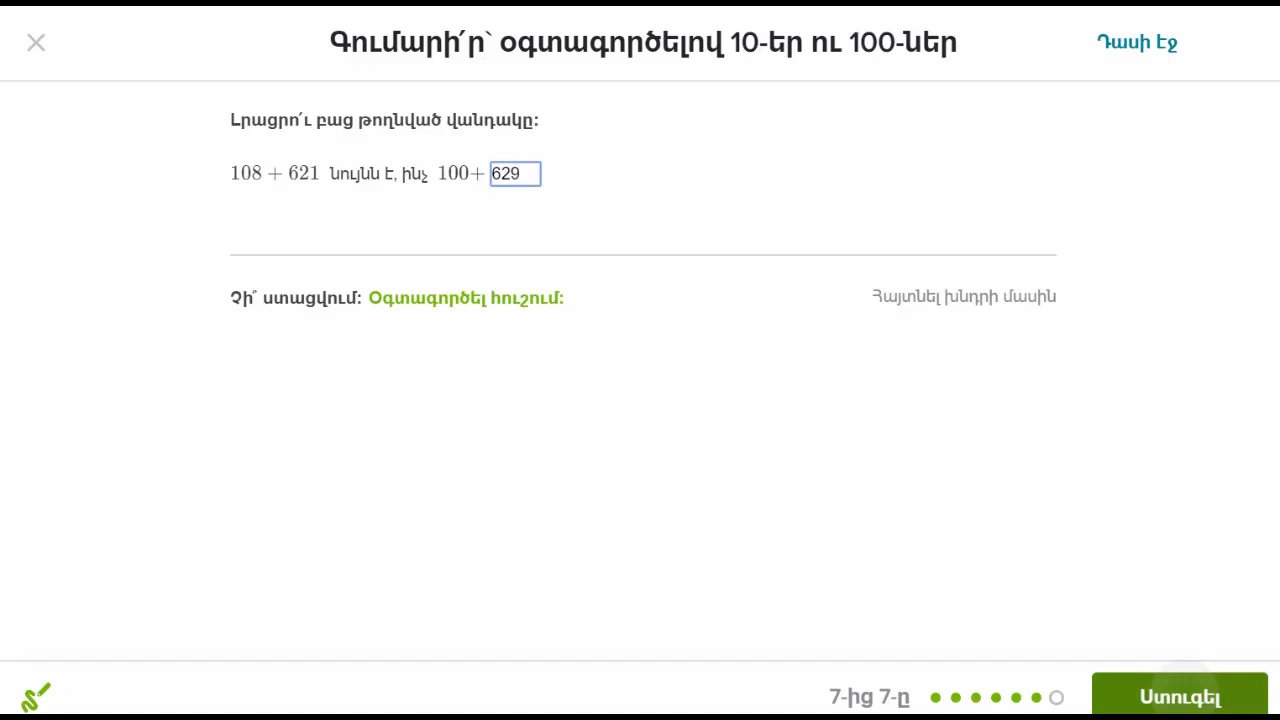 Գումարի՛ր՝ օգտագործելով 10-եր ու 100-ներ
Դասի էջ
Լրացրո՛ւ բաց թողնված վանդակը:
108 + 621 նույնն է, ինչ 100+ 629
Չի՞ ստացվում: Օգտագործել հուշում:
Հայտնել խնդրի մասին
7-ից 7-ը
Ստուգել